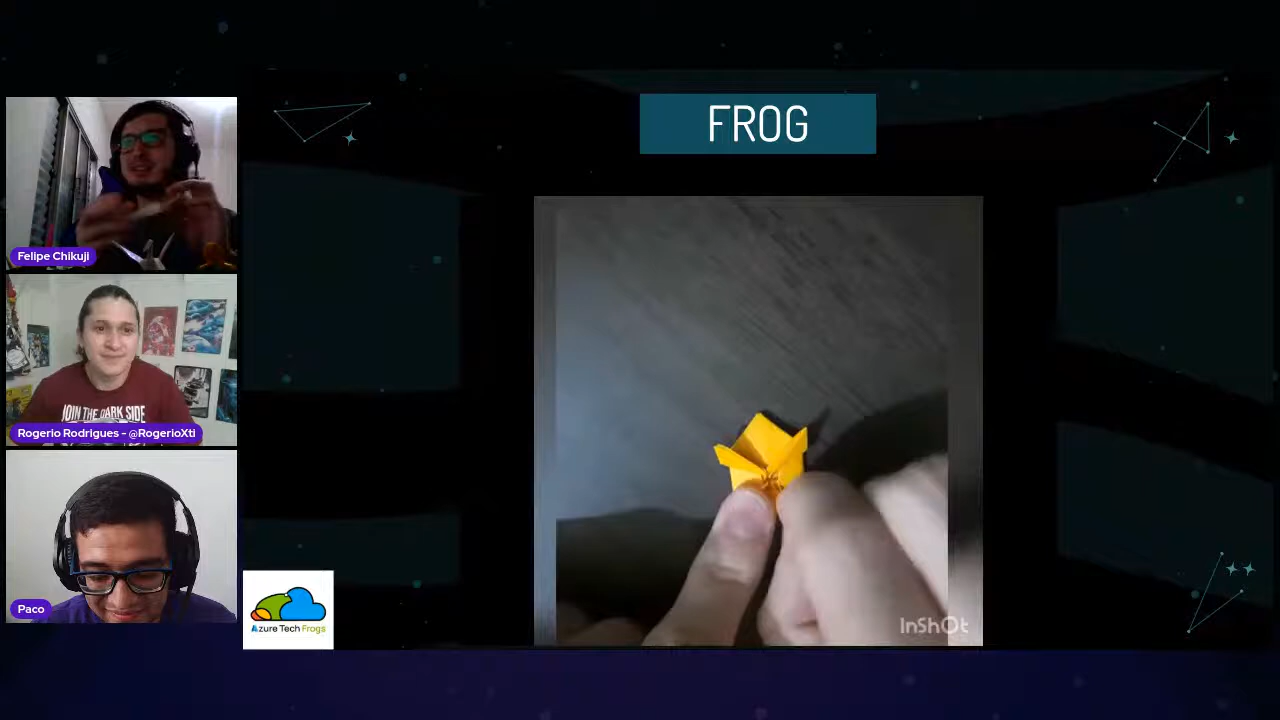 FROG
Felipe Chikuji
JOIN THE DARK SIDE
Rogerio Rodrigues - @RogerioXti
Paco
Azure Tech Frogs
InShOt